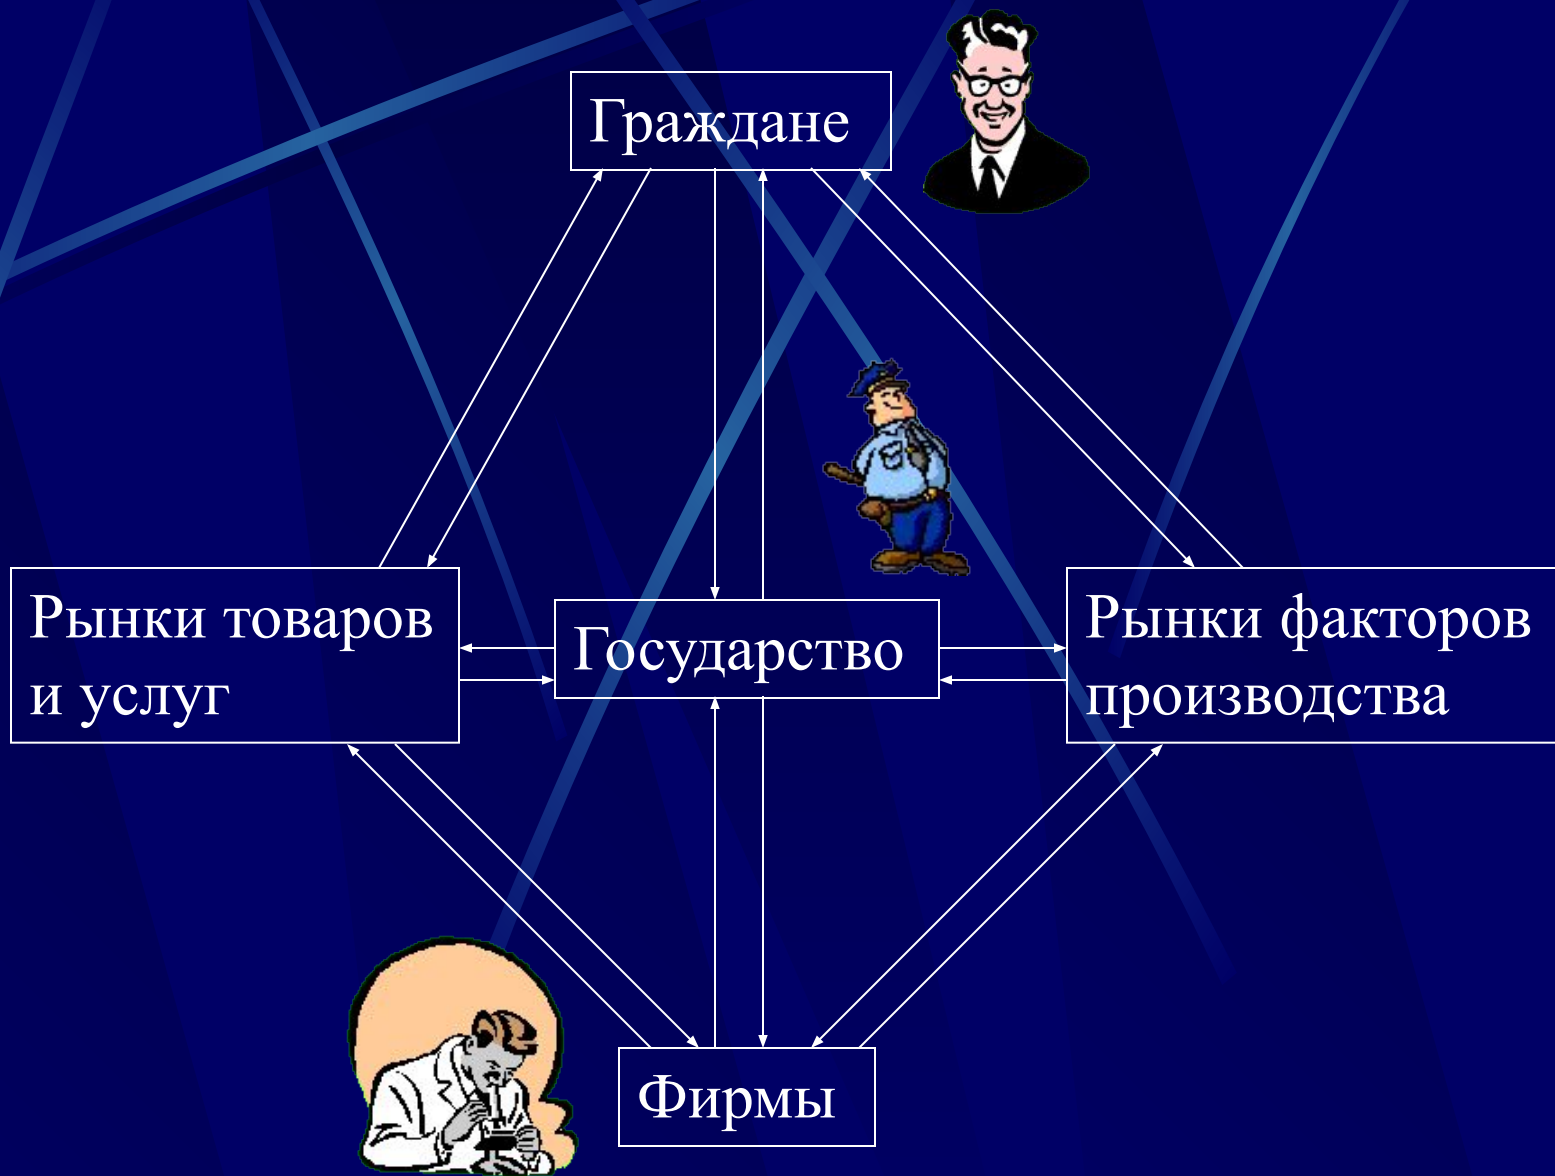 Граждане
Рынки товаров
и услуг
Государство
Рынки факторов
производства
Фирмы